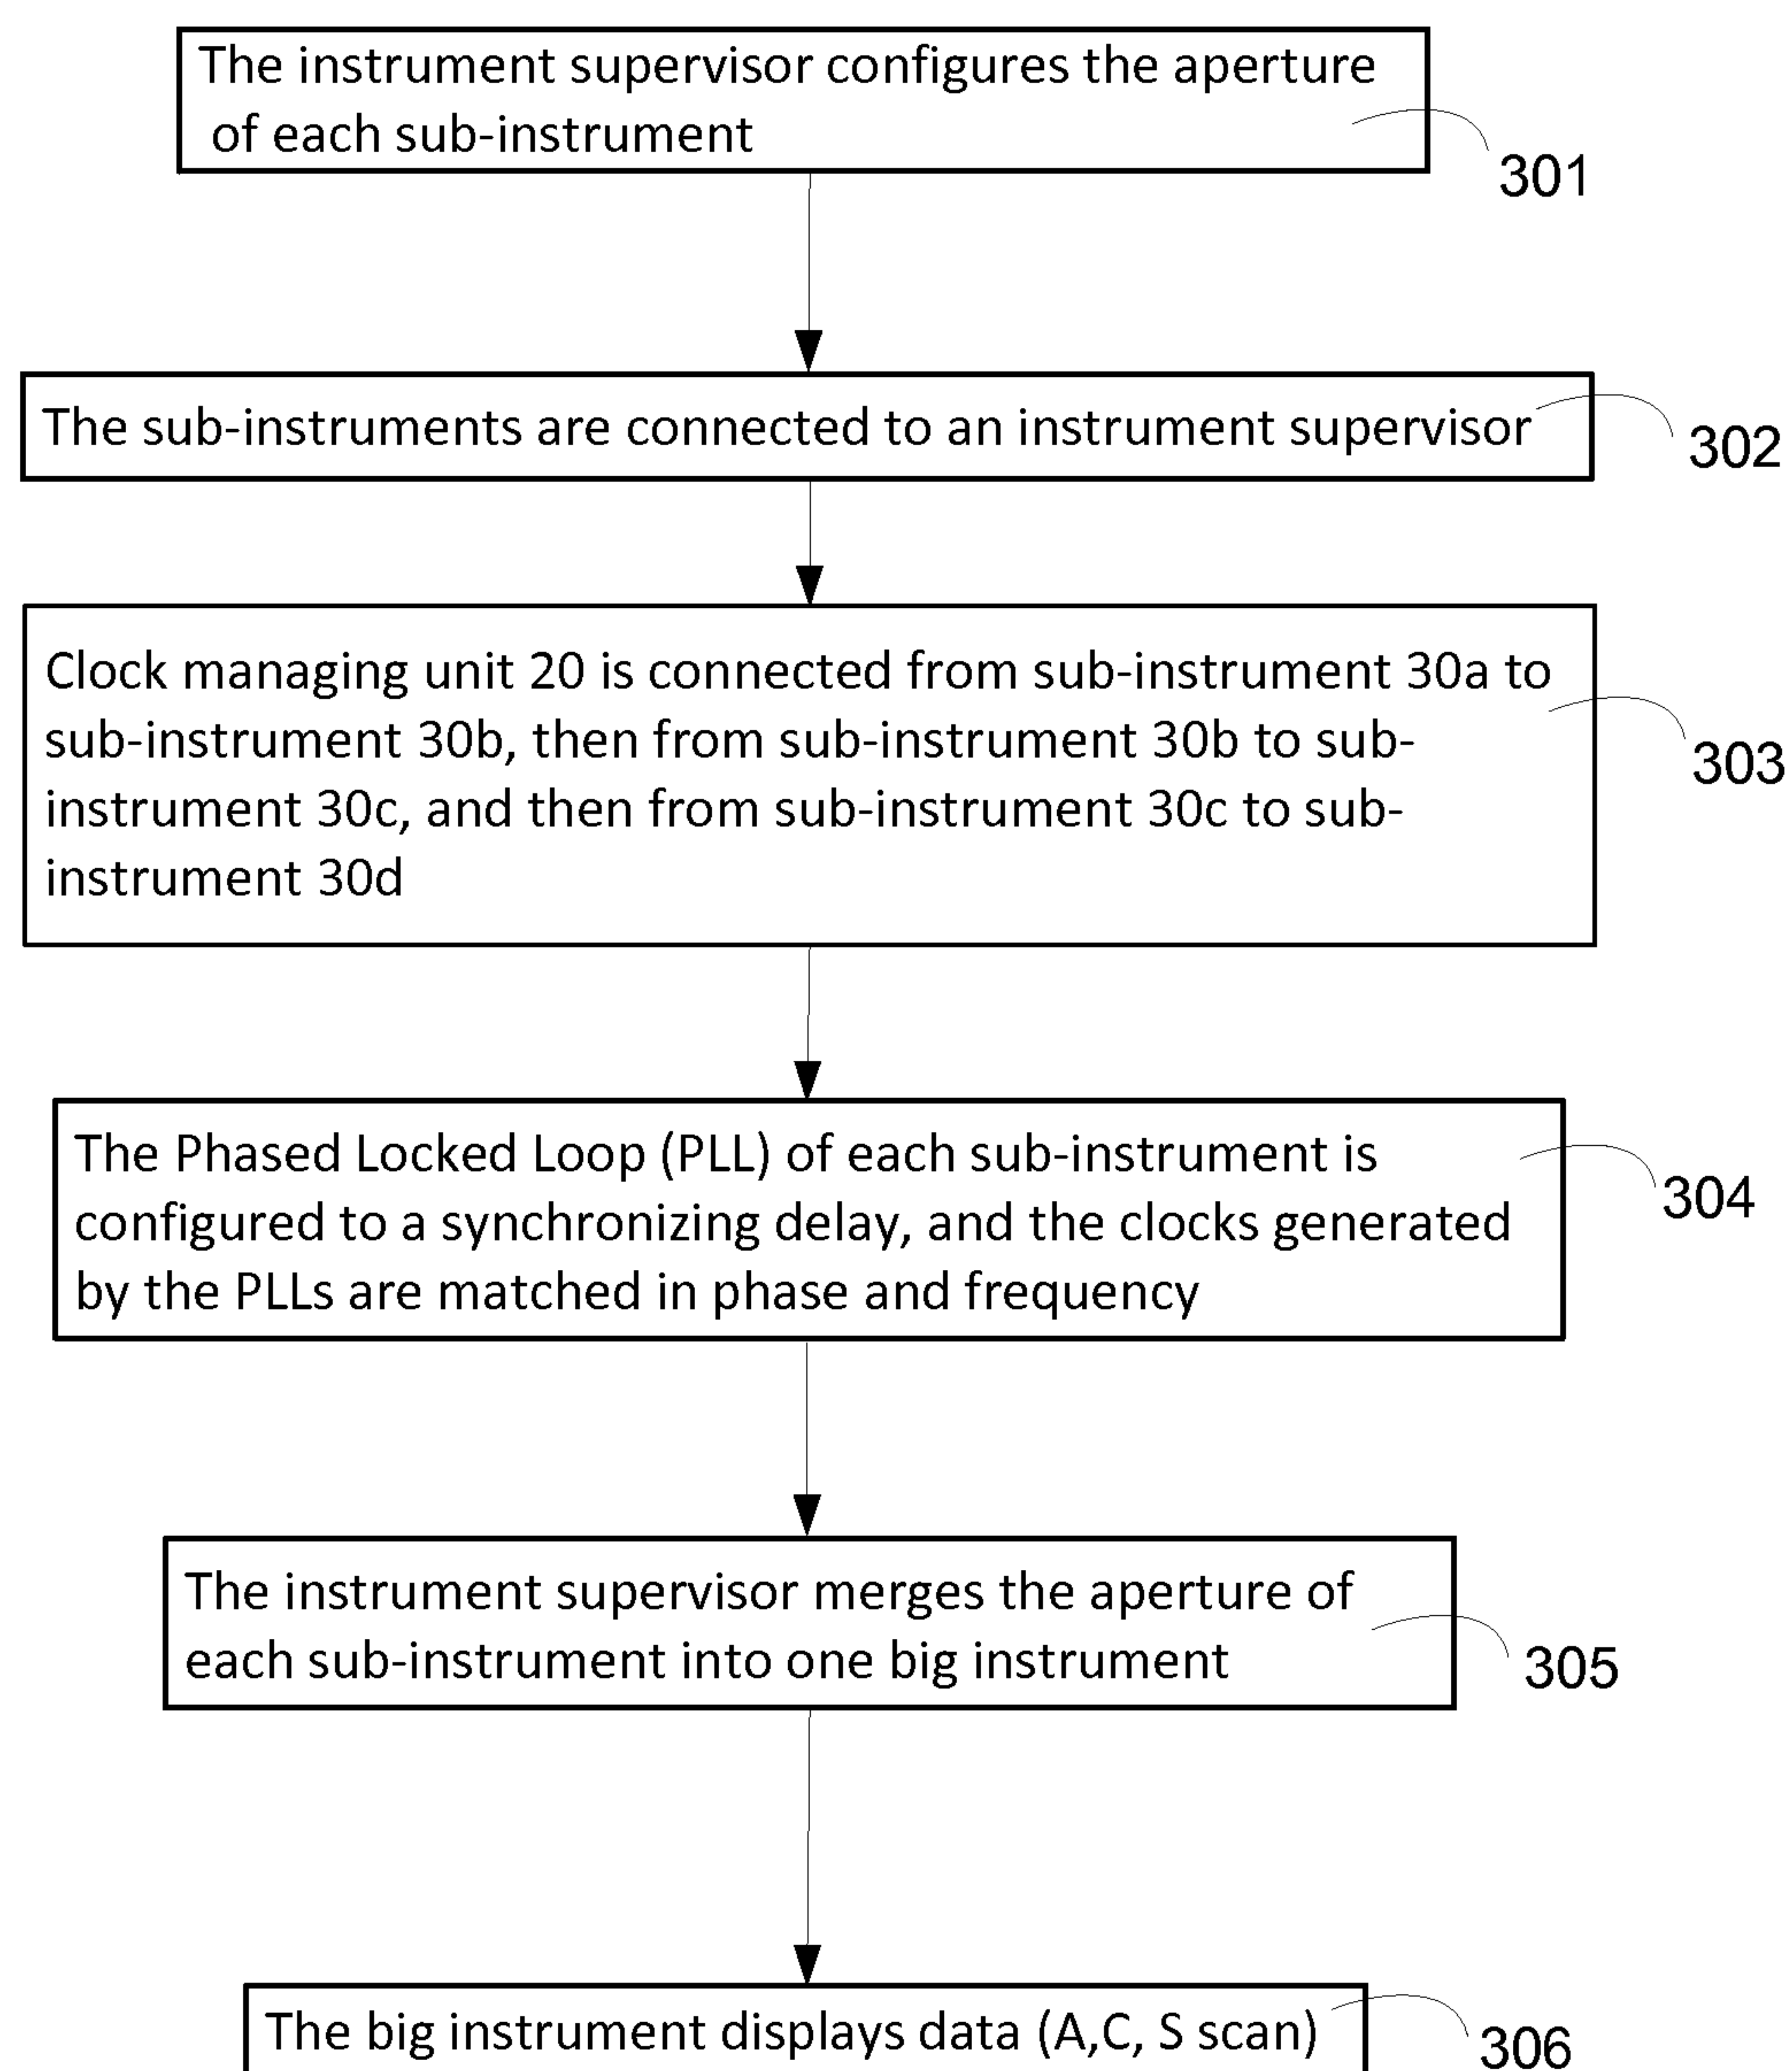 The instrument supervisor configures the aperture
of each sub-instrument
301
The sub-instruments are connected to an instrument supervisor
302
Clock managing unit 20 is connected from sub-instrument 30a to
sub-instrument 30b, then from sub-instrument 30b to sub-
instrument 30c, and then from sub-instrument 30c to sub-
instrument 30d
303
The Phased Locked Loop (PLL) of each sub-instrument is
configured to a synchronizing delay, and the clocks generated
by the PLLs are matched in phase and frequency
304
The instrument supervisor merges the aperture of
each sub-instrument into one big instrument
305
The big instrument displays data (A,C, S scan)
306